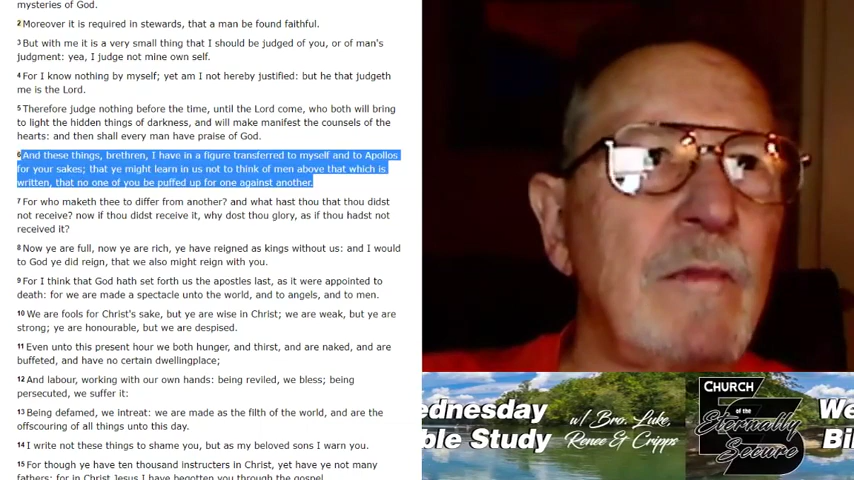 mysteries of God.
2 Moreover it is required in stewards, that a man be found faithful.
3 But with me it is a very small thing that I should be judged of you, or of man's
judgment: yea, I judge not mine own self.
4 For I know nothing by myself; yet am I not hereby justified: but he that judgeth
me is the Lord.
5 Therefore judge nothing before the time, until the Lord come, who both will bring
to light the hidden things of darkness, and will make manifest the counsels of the
hearts: and then shall every man have praise of God.
6 And these things, brethren, I have in a figure transferred to myself and to Apollos
for your sakes; that ye might learn in us not to think of men above that which is
written, that no one of you be puffed up for one against another.
7 For who maketh thee to differ from another? and what hast thou that thou didst
not receive? now if thou didst receive it, why dost thou glory, as if thou hadst not
received it?
8 Now ye are full, now ye are rich, ye have reigned as kings without us: and I would
to God ye did reign, that we also might reign with you.
9 For I think that God hath set forth us the apostles last, as it were appointed to
death: for we are made a spectacle unto the world, and to angels, and to men.
10 We are fools for Christ's sake, but ye are wise in Christ; we are weak, but ye are
strong; ye are honourable, but we are despised.
11 Even unto this present hour we both hunger, and thirst, and are naked, and are
buffeted, and have no certain dwellingplace;
12 And labour, working with our own hands: being reviled, we bless; being
persecuted, we suffer it:
13 Being defamed, we intreat: we are made as the filth of the world, and are the
offscouring of all things unto this day.
14 I write not these things to shame you, but as my beloved sons I warn you.
15 For though ye have ten thousand instructers in Christ, yet have ye not many
fathers: for in Christ Jesus I have begotten you through the gospel.
dnesday
ble Study
w/ Bro. Luke,
Renee & Cripps
CHURCH
of the
Eternally
Secure
We
Bi